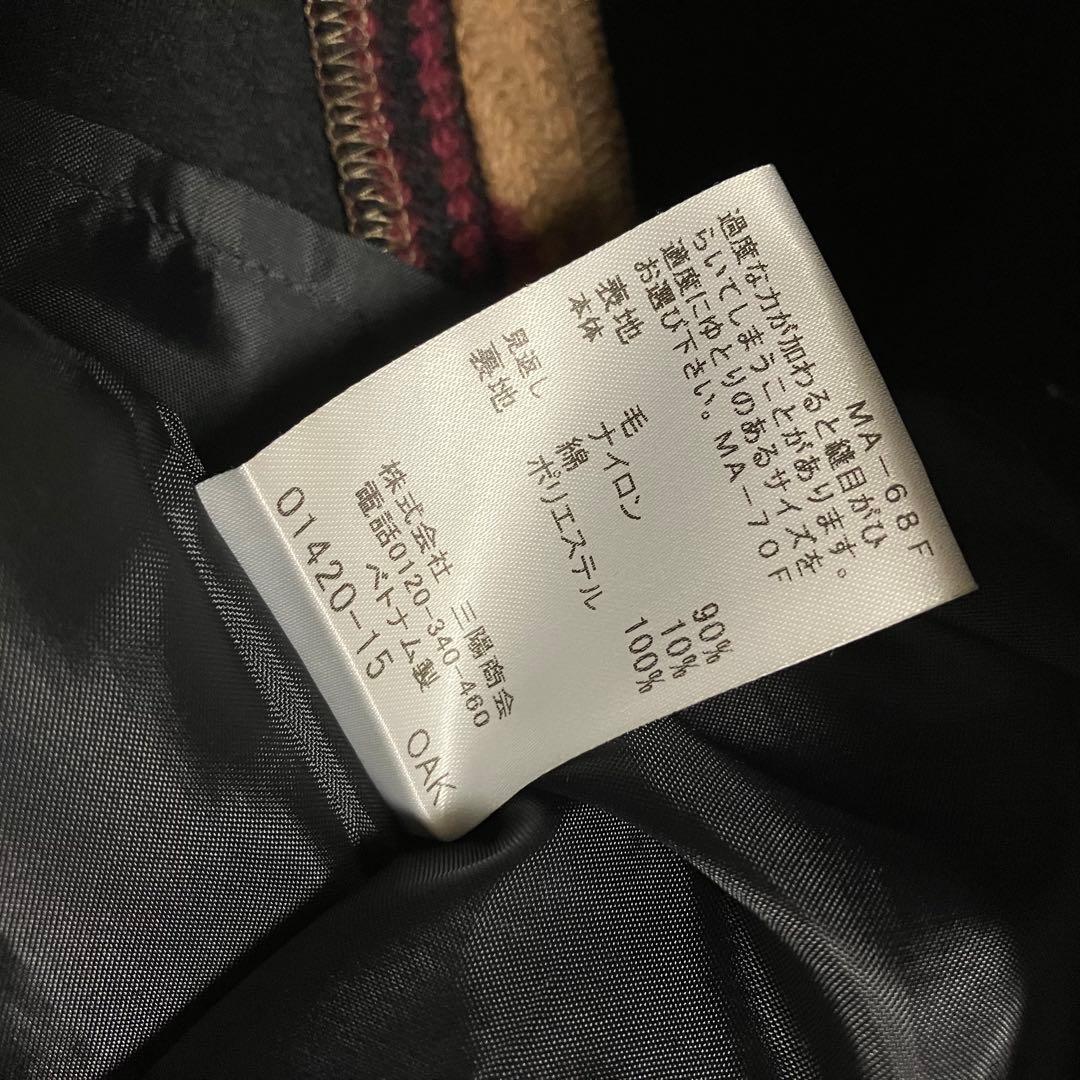 MA-68F
過度な力が加わると縫目がひ
らいてしまうことがあります。
適度にゆとりのあるサイズを
お選び下さい。MA-70F
表地
本体 毛 90%
ナイロン 10%
見返し 綿 100%
裏地 ポリエステル
株式会社 三陽商会
電話0120-340-460
ベトナム製
01420-15 OAK